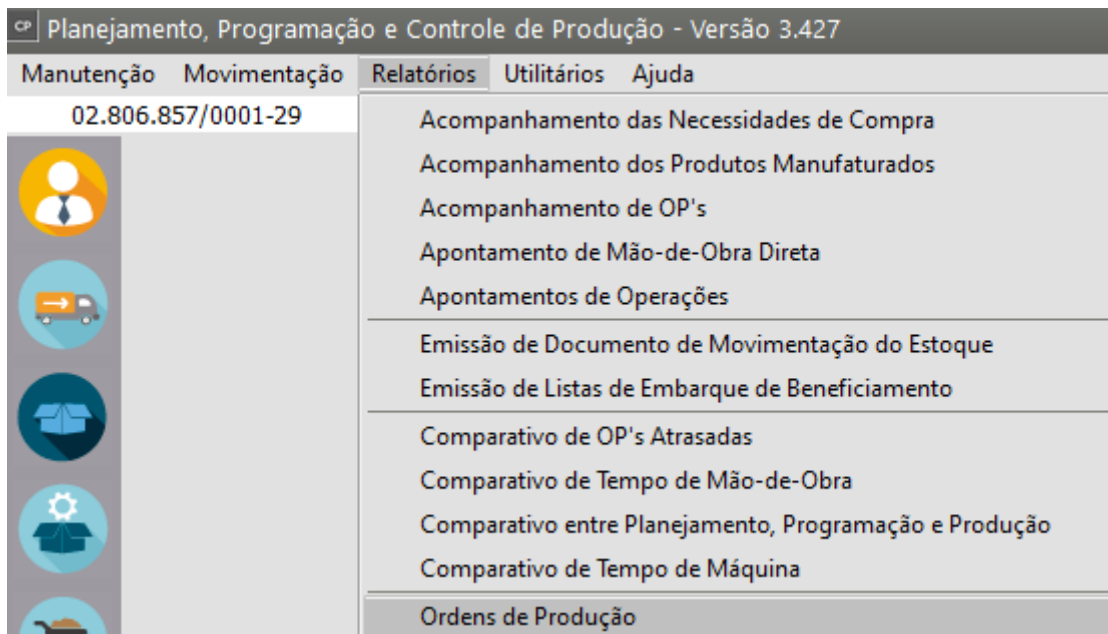 CP Planejamento, Programação e Controle de Produção - Versão 3.427
Manutenção Movimentação Relatórios Utilitários Ajuda
02.806.857/0001-29
Acompanhamento das Necessidades de Compra
Acompanhamento dos Produtos Manufaturados
Acompanhamento de OP's
Apontamento de Mão-de-Obra Direta
Apontamentos de Operações
Emissão de Documento de Movimentação do Estoque
Emissão de Listas de Embarque de Beneficiamento
Comparativo de OP's Atrasadas
Comparativo de Tempo de Mão-de-Obra
Comparativo entre Planejamento, Programação e Produção
Comparativo de Tempo de Máquina
Ordens de Produção